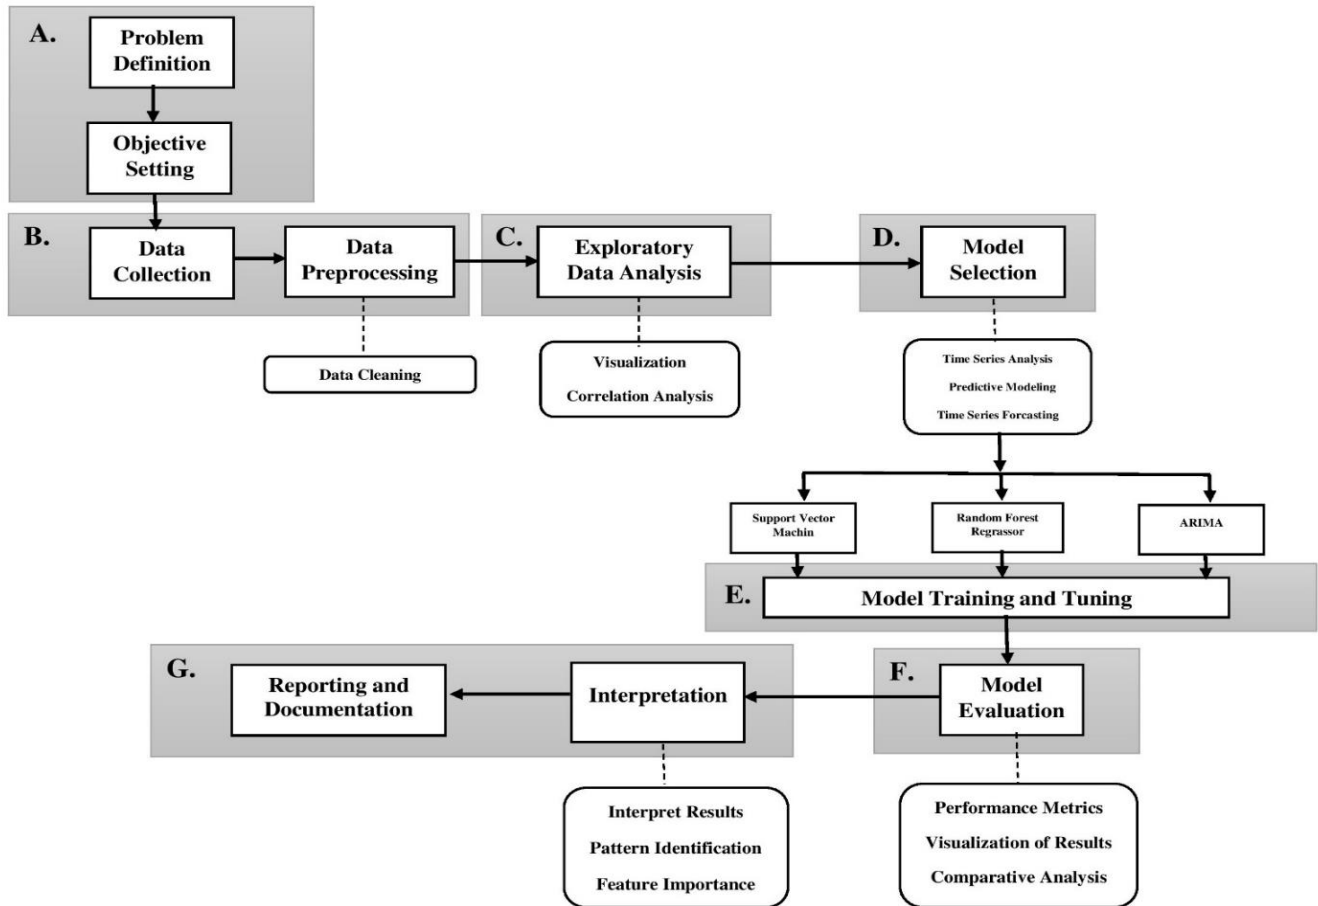 A.
Problem
Definition
Objective
Setting
B.
Data
Collection
Data
Preprocessing
Data Cleaning
C.
Exploratory
Data Analysis
Visualization
Correlation Analysis
D.
Model
Selection
Time Series Analysis
Predictive Modeling
Time Series Forcasting
Support Vector
Machin
Random Forest
Regrassor
ARIMA
E.
Model Training and Tuning
F.
Model
Evaluation
Performance Metrics
Visualization of Results
Comparative Analysis
G.
Interpretation
Interpret Results
Pattern Identification
Feature Importance
Reporting and
Documentation